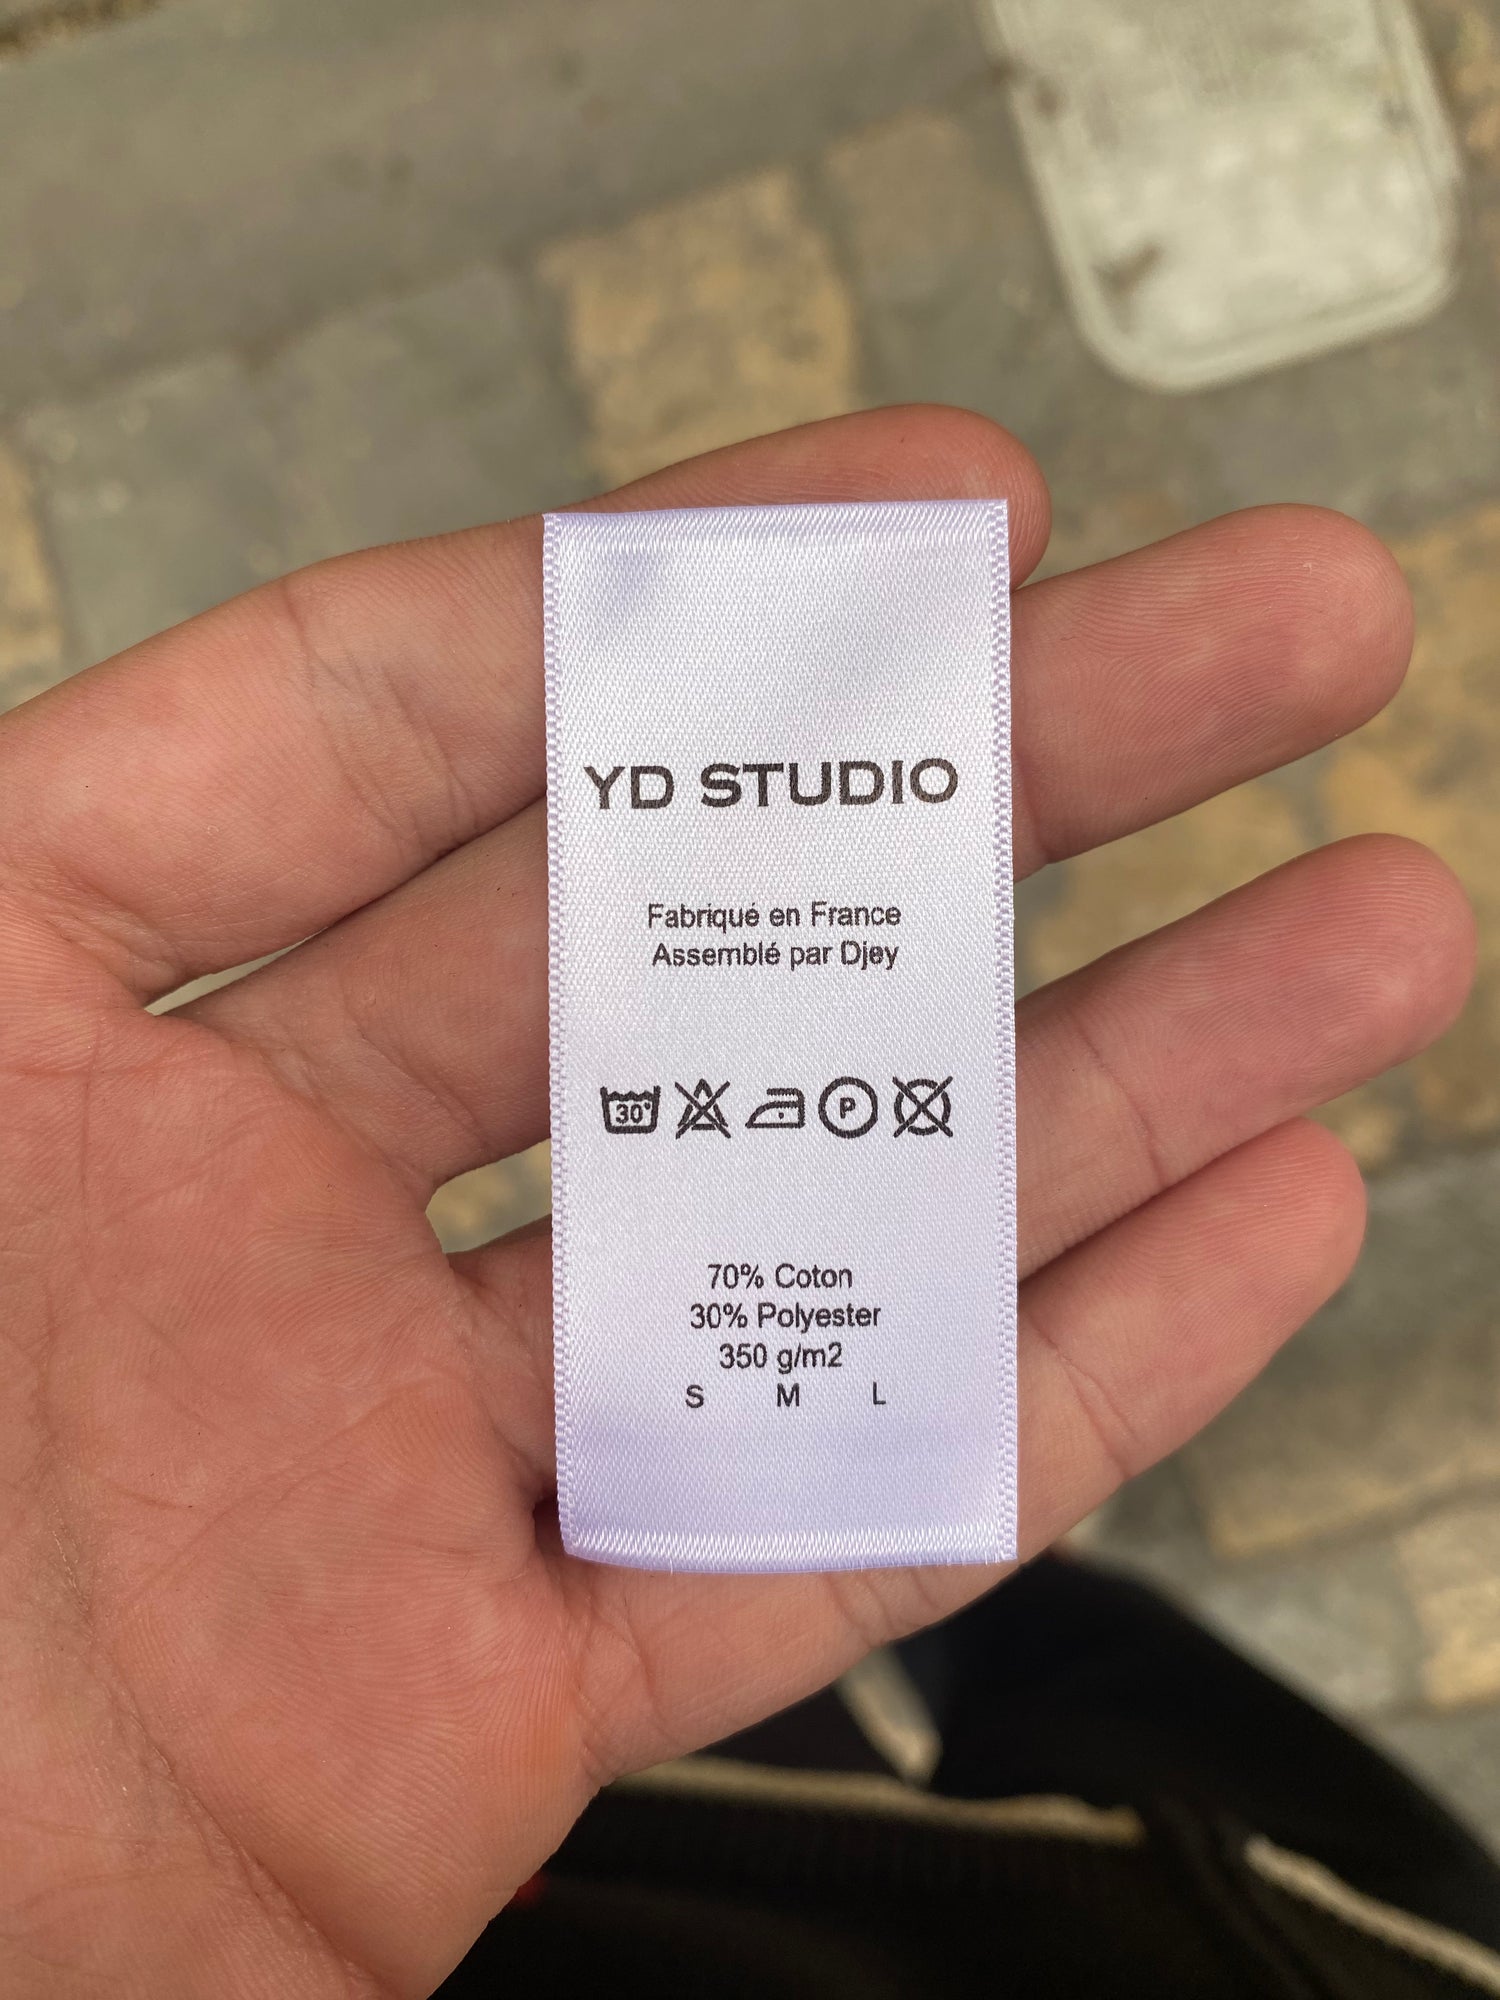 YD STUDIO
Fabriqué en France
Assemblé par Djey
30° P
70% Coton
30% Polyester
350 g/m2
S M L